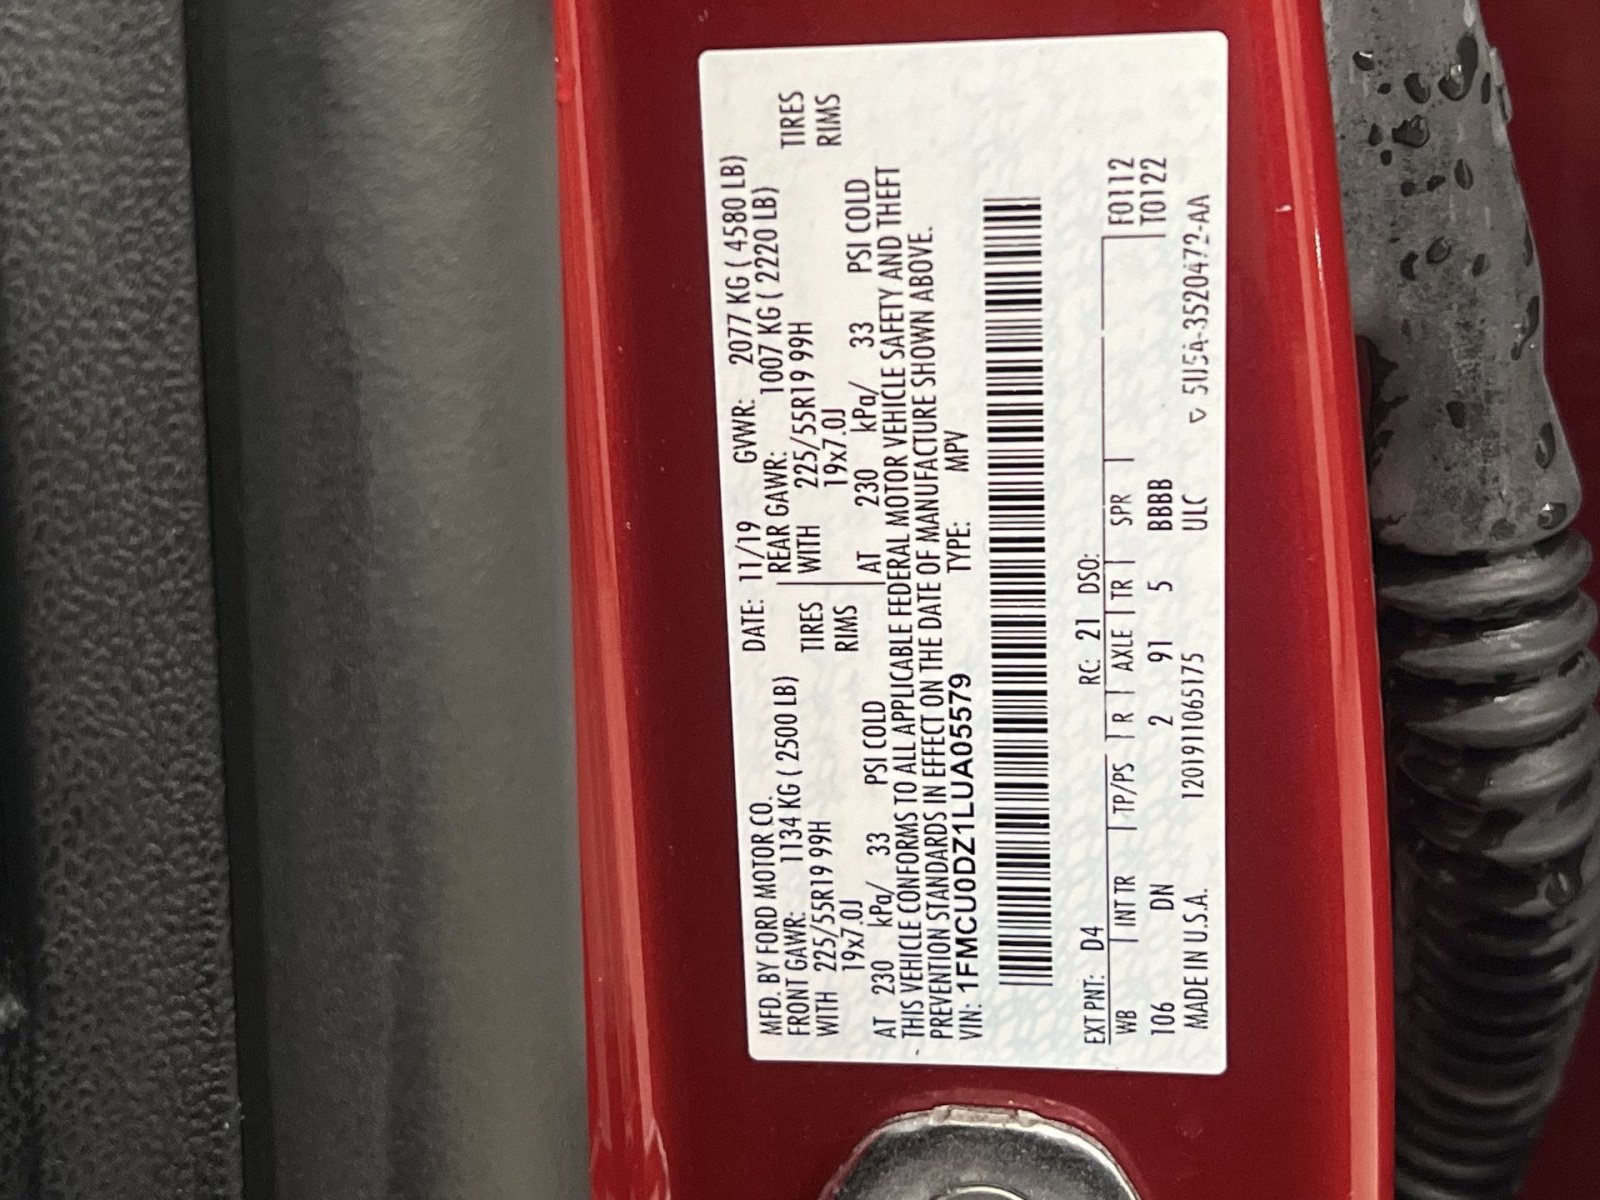 MFD. BY FORD MOTOR CO. DATE: 11/19 GVWR: 2077 KG ( 4580 LB)
FRONT GAWR: 1134 KG ( 2500 LB) REAR GAWR: 1007 KG ( 2220 LB)
WITH 225/55R19 99H TIRES WITH 225/55R19 99H TIRES
19x7.0J RIMS 19x7.0J RIMS
AT 230 kPa/ 33 PSI COLD AT 230 kPa/ 33 PSI COLD
THIS VEHICLE CONFORMS TO ALL APPLICABLE FEDERAL MOTOR VEHICLE SAFETY AND THEFT
PREVENTION STANDARDS IN EFFECT ON THE DATE OF MANUFACTURE SHOWN ABOVE.
VIN: 1FMCU0DZ1LUA05579 TYPE: MPV
EXT PNT: D4 RC: 21 DSO:
WB INT TR TP/PS R AXLE TR SPR F0112
106 DN 2 91 5 BBBB T0122
MADE IN U.S.A. 1201911065175 ULC ▽ 5U5A-3520472-AA